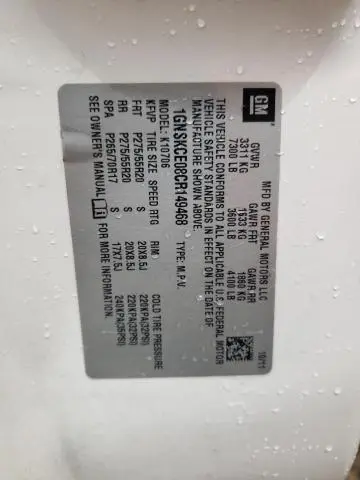 GM
MFD BY GENERAL MOTORS LLC
10/11
GVWR GAWR FRT GAWR RR
3311 KG 1633 KG 1860 KG
7300 LB 3600 LB 4100 LB
THIS VEHICLE CONFORMS TO ALL APPLICABLE U.S. FEDERAL MOTOR
VEHICLE SAFETY STANDARDS IN EFFECT ON THE DATE OF
MANUFACTURE SHOWN ABOVE.
1GNSKCE08CR149468 TYPE: M.P.V.
MODEL: K10706
KFVP TIRE SIZE SPEED RTG RIM COLD TIRE PRESSURE
FRT P275/55R20 S 20X8.5J 220KPA(32PSI)
RR P275/55R20 S 20X8.5J 220KPA(32PSI)
SPA P265/70R17 S 17X7.5J 240KPA(35PSI)
SEE OWNER'S MANUAL FOR MORE INFORMATION.